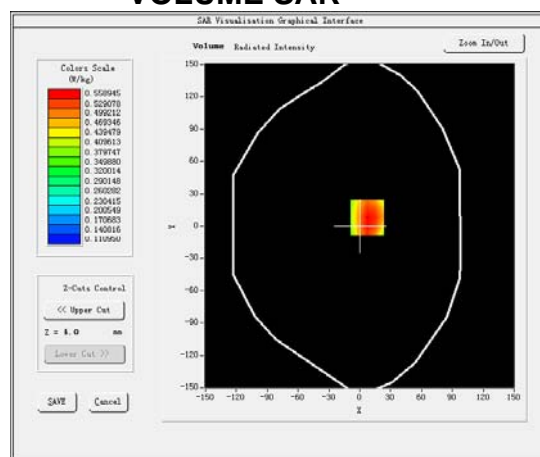 VOLUME SAR
SAR Visualisation Graphical Interface
Volume Radiated Intensity
Zoom In/Out
Colors Scale
(W/kg)
0.558945
0.529078
0.499212
0.469346
0.439479
0.409613
0.379747
0.349880
0.320014
0.290148
0.260282
0.230415
0.200549
0.170683
0.140816
0.110950
Z-Cuts Control
<< Upper Cut
Z = 4.0 mm
Lower Cut >>
SAVE Cancel
150
120
90
60
30
0
-30
-60
-90
-120
-150
Y
-150 -120 -90 -60 -30 0 30 60 90 120 150
X